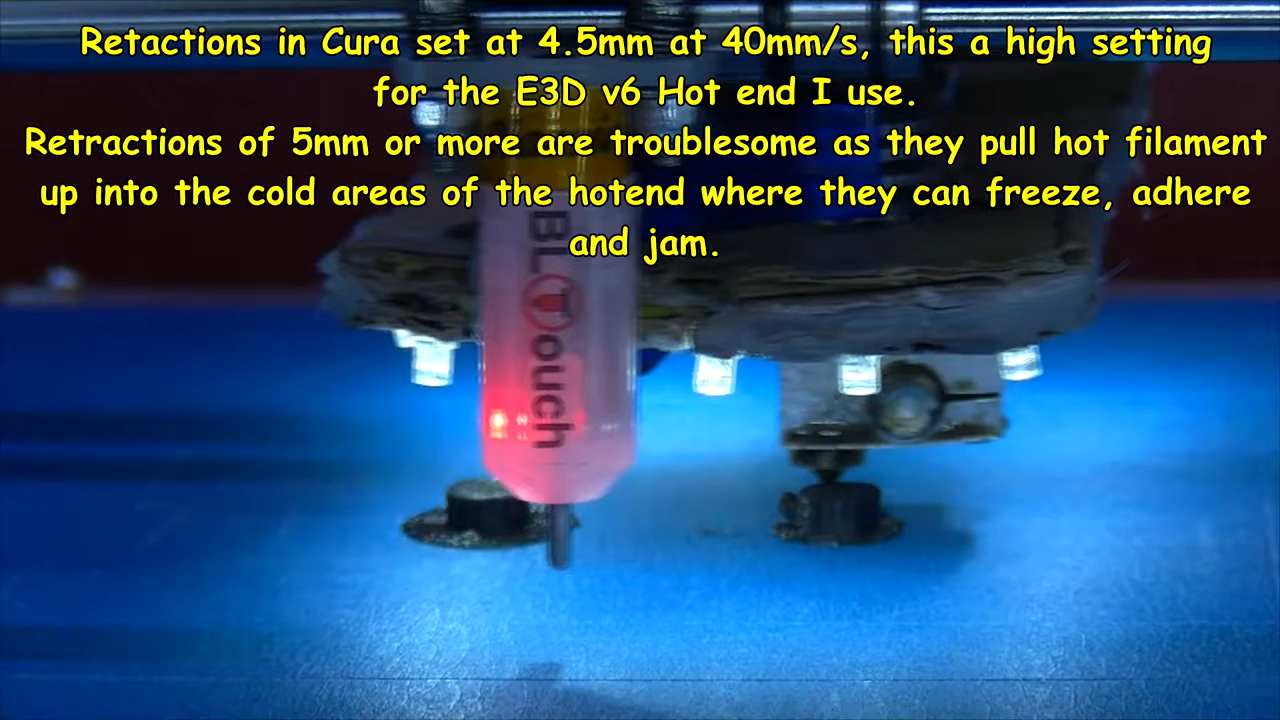 Retactions in Cura set at 4.5mm at 40mm/s, this a high setting
for the E3D v6 Hot end I use.
Retractions of 5mm or more are troublesome as they pull hot filament
up into the cold areas of the hotend where they can freeze, adhere
and jam.
BLTouch